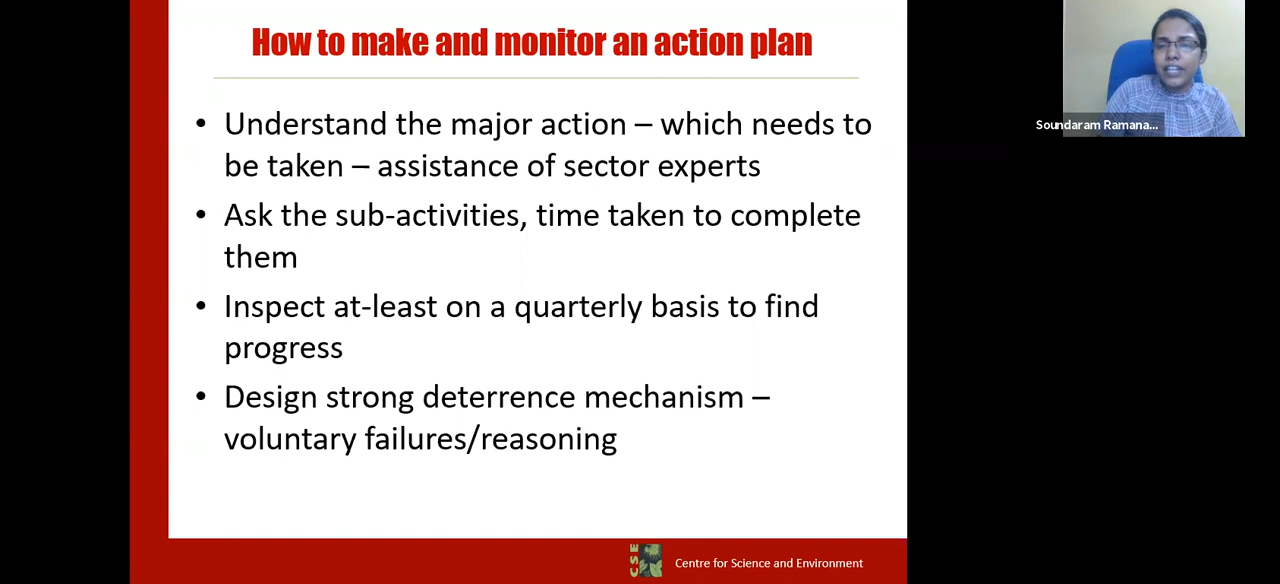 How to make and monitor an action plan
• Understand the major action – which needs to
be taken – assistance of sector experts
• Ask the sub-activities, time taken to complete
them
• Inspect at-least on a quarterly basis to find
progress
• Design strong deterrence mechanism –
voluntary failures/reasoning
Soundaram Ramana...
CSE
Centre for Science and Environment